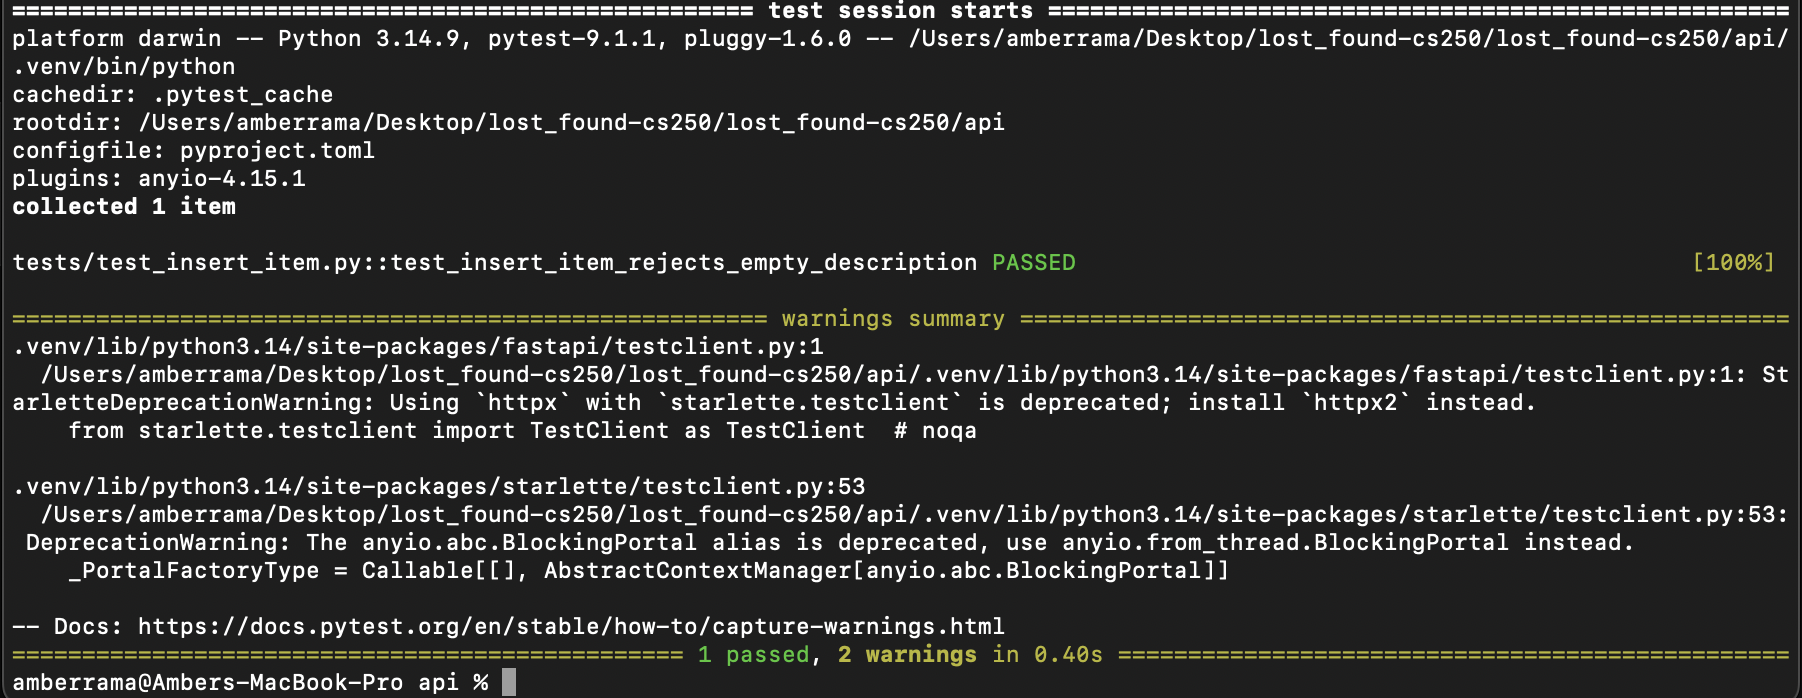 ===================================================== test session starts =====================================================
platform darwin -- Python 3.14.9, pytest-9.1.1, pluggy-1.6.0 -- /Users/amberrama/Desktop/lost_found-cs250/lost_found-cs250/api/
.venv/bin/python
cachedir: .pytest_cache
rootdir: /Users/amberrama/Desktop/lost_found-cs250/lost_found-cs250/api
configfile: pyproject.toml
plugins: anyio-4.15.1
collected 1 item
tests/test_insert_item.py::test_insert_item_rejects_empty_description PASSED [100%]
====================================================== warnings summary =======================================================
.venv/lib/python3.14/site-packages/fastapi/testclient.py:1
/Users/amberrama/Desktop/lost_found-cs250/lost_found-cs250/api/.venv/lib/python3.14/site-packages/fastapi/testclient.py:1: St
arletteDeprecationWarning: Using `httpx` with `starlette.testclient` is deprecated; install `httpx2` instead.
from starlette.testclient import TestClient as TestClient  # noqa
.venv/lib/python3.14/site-packages/starlette/testclient.py:53
/Users/amberrama/Desktop/lost_found-cs250/lost_found-cs250/api/.venv/lib/python3.14/site-packages/starlette/testclient.py:53:
DeprecationWarning: The anyio.abc.BlockingPortal alias is deprecated, use anyio.from_thread.BlockingPortal instead.
_PortalFactoryType = Callable[[], AbstractContextManager[anyio.abc.BlockingPortal]]
-- Docs: https://docs.pytest.org/en/stable/how-to/capture-warnings.html
================================================ 1 passed, 2 warnings in 0.40s ================================================
amberrama@Ambers-MacBook-Pro api %